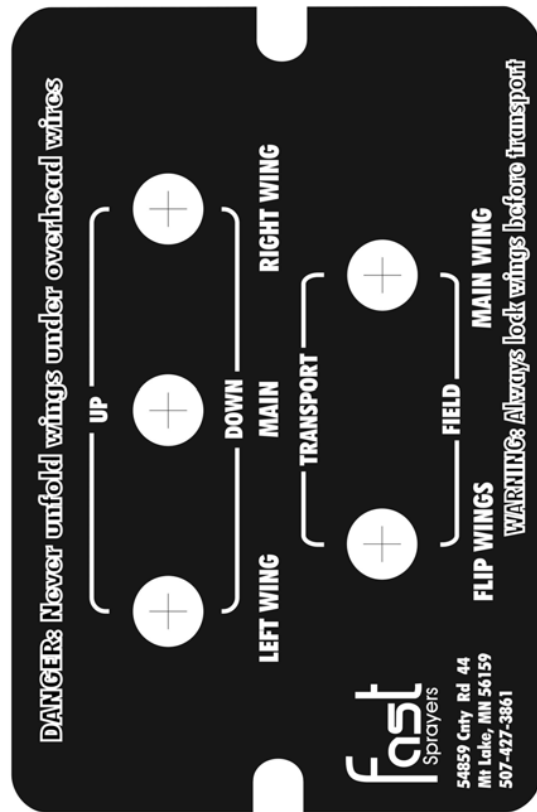 DANGER: Never unfold wings under overhead wires
UP
DOWN
LEFT WING MAIN RIGHT WING
TRANSPORT
FIELD
FLIP WINGS MAIN WING
WARNING: Always lock wings before transport
fast
Sprayers
54859 Cnty Rd 44
Mt Lake, MN 56159
507-427-3861